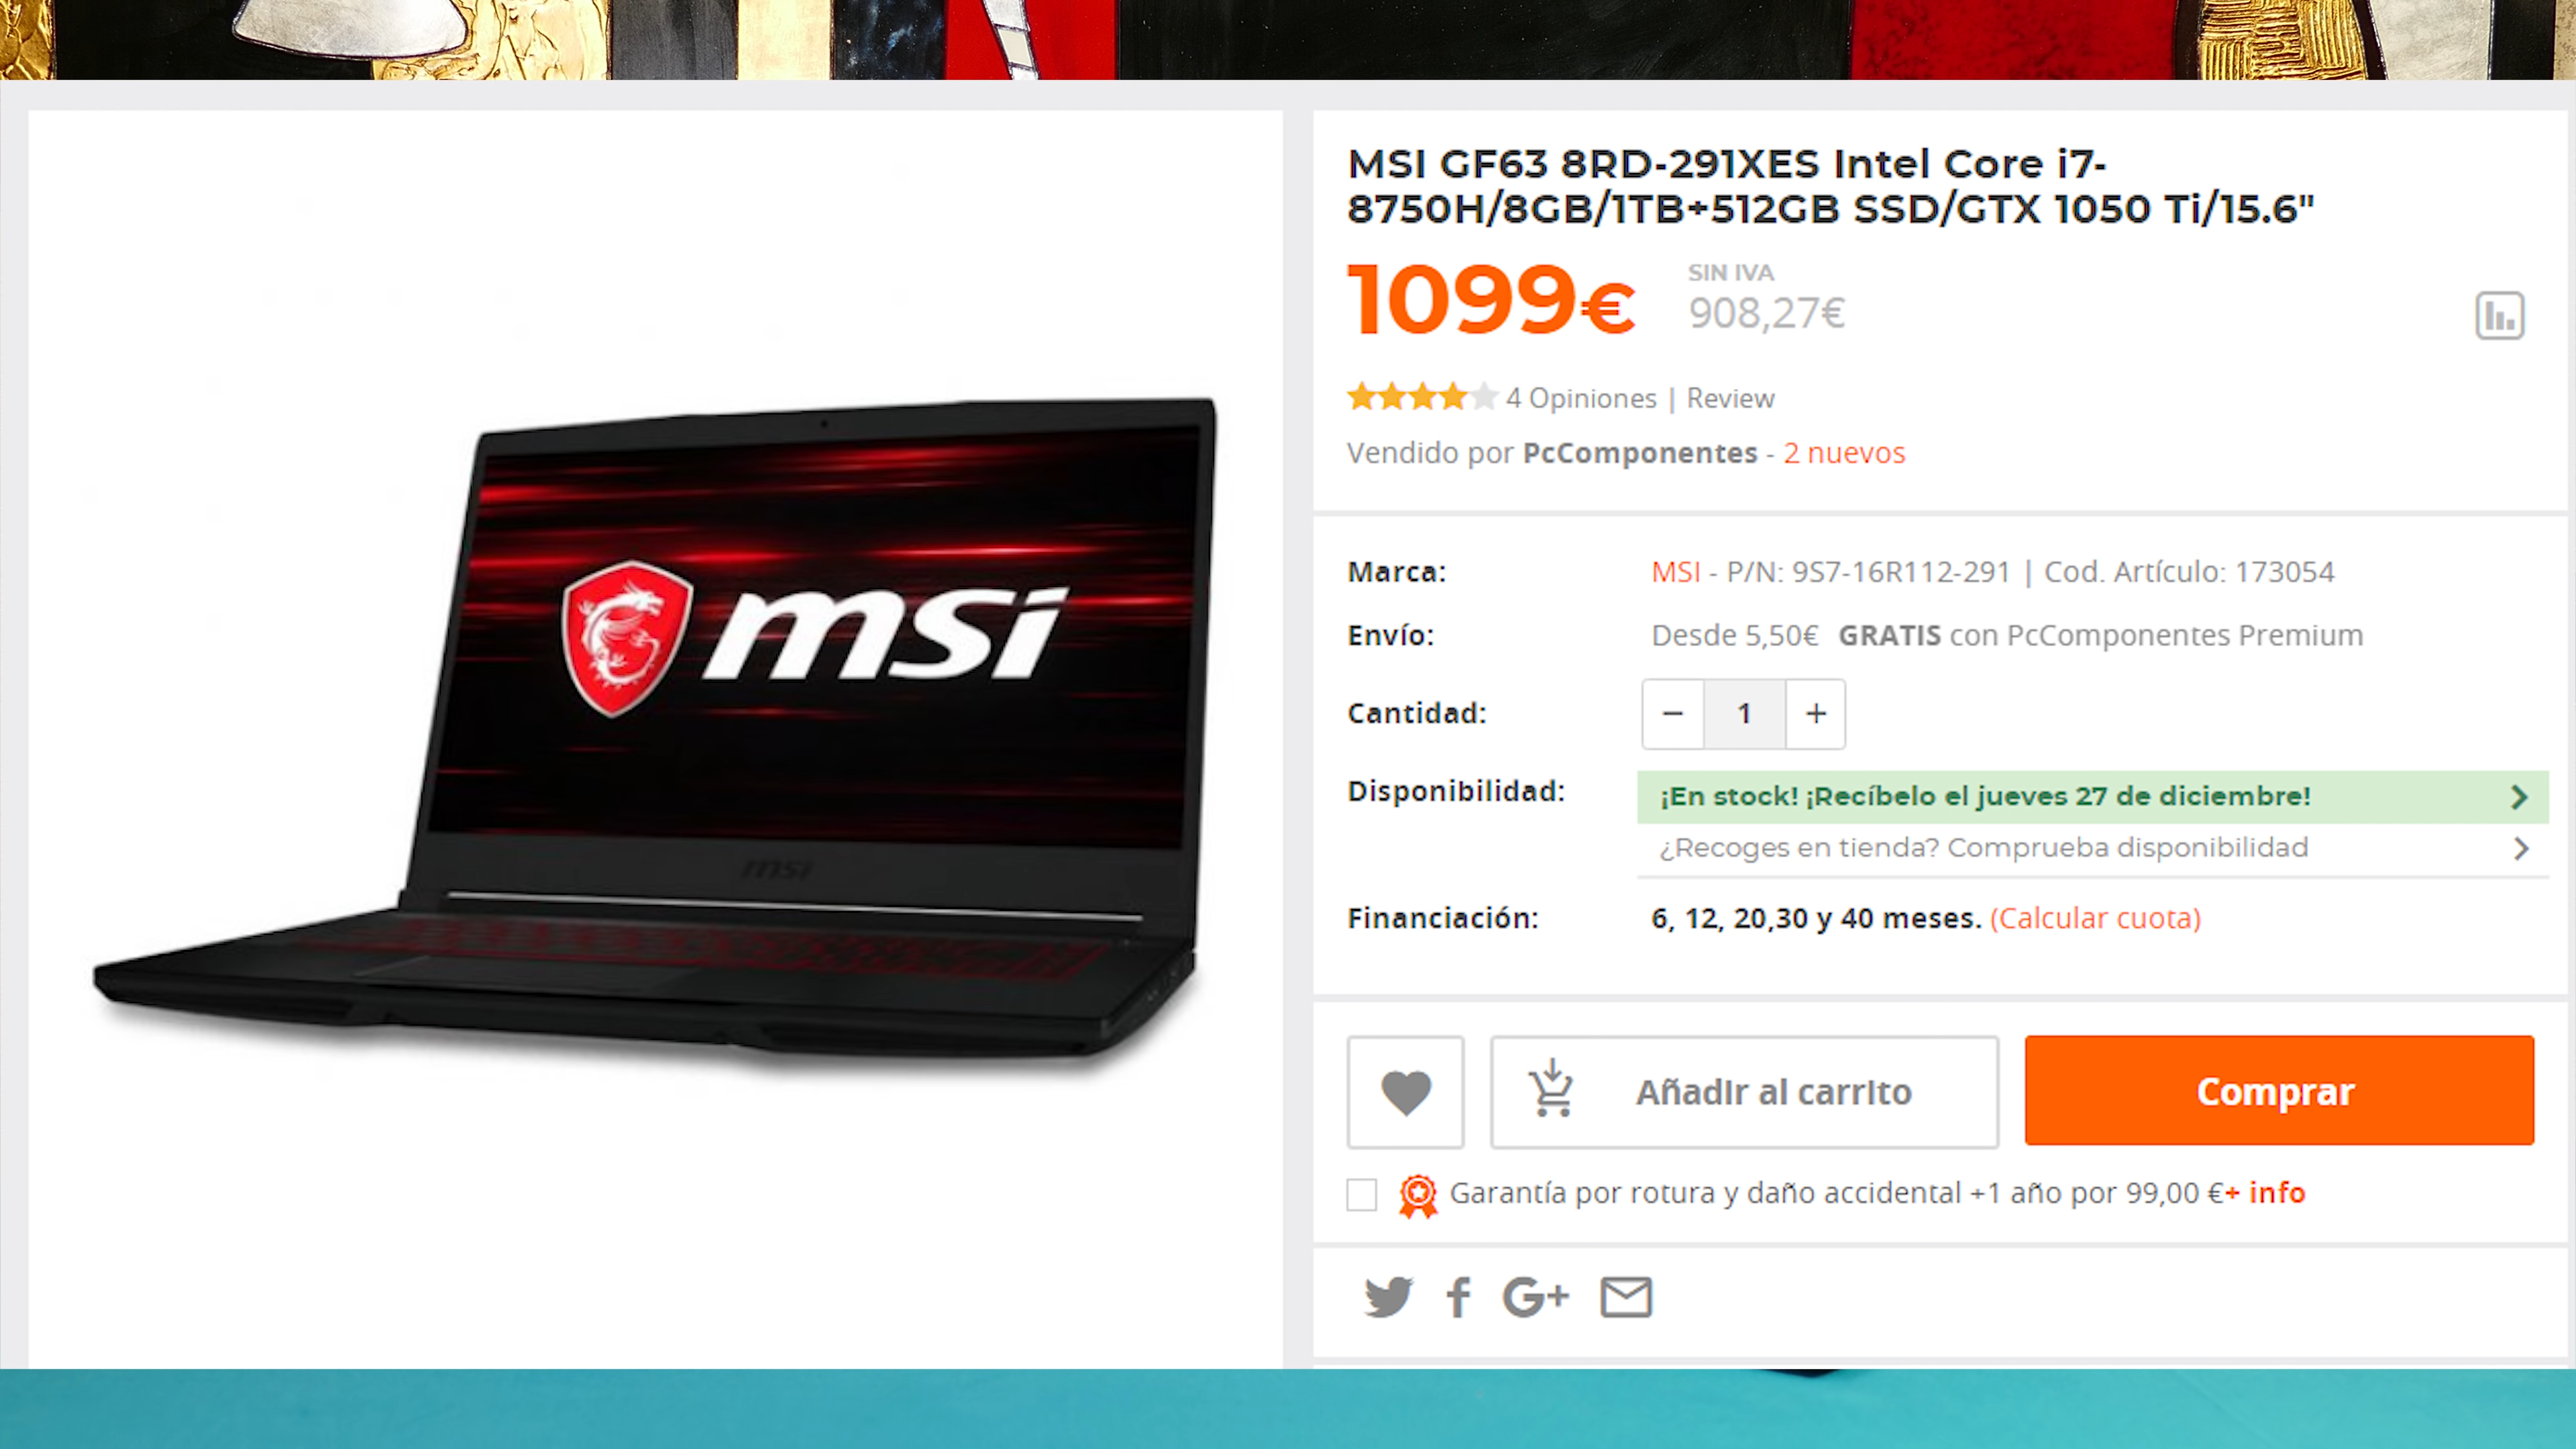 msi
msi
MSI GF63 8RD-291XES Intel Core i7-
8750H/8GB/1TB+512GB SSD/GTX 1050 Ti/15.6"
1099€
SIN IVA
908,27€
4 Opiniones | Review
Vendido por PcComponentes - 2 nuevos
Marca: MSI - P/N: 9S7-16R112-291 | Cod. Artículo: 173054
Envío: Desde 5,50€ GRATIS con PcComponentes Premium
Cantidad: − 1 +
Disponibilidad: ¡En stock! ¡Recíbelo el jueves 27 de diciembre!
¿Recoges en tienda? Comprueba disponibilidad
Financiación: 6, 12, 20,30 y 40 meses. (Calcular cuota)
Añadir al carrito
Comprar
Garantía por rotura y daño accidental +1 año por 99,00 €+ info
f G+